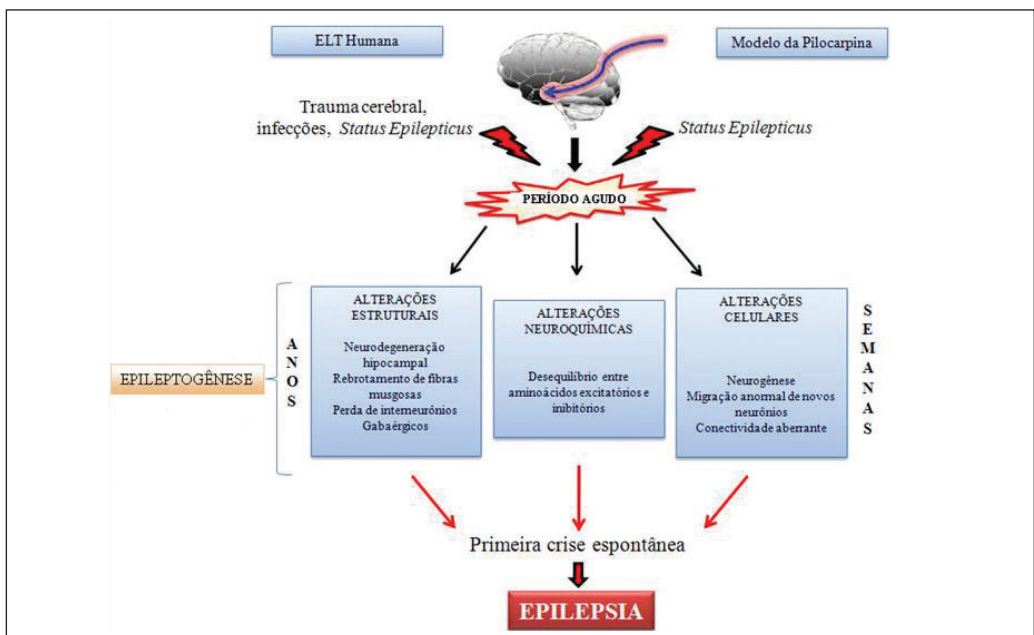 ELT Humana
Modelo da Pilocarpina
Trauma cerebral,
infecções, Status Epilepticus
Status Epilepticus
PERÍODO AGUDO
EPILEPTOGÊNESE
ANOS
ALTERAÇÕES
ESTRUTURAIS
Neurodegeneração
hipocampal
Rebrotamento de fibras
musgosas
Perda de interneurônios
Gabaérgicos
ALTERAÇÕES
NEUROQUÍMICAS
Desequilíbrio entre
aminoácidos excitatórios e
inibitórios
ALTERAÇÕES
CELULARES
Neurogênese
Migração anormal de novos
neurônios
Conectividade aberrante
SEMANAS
Primeira crise espontânea
EPILEPSIA